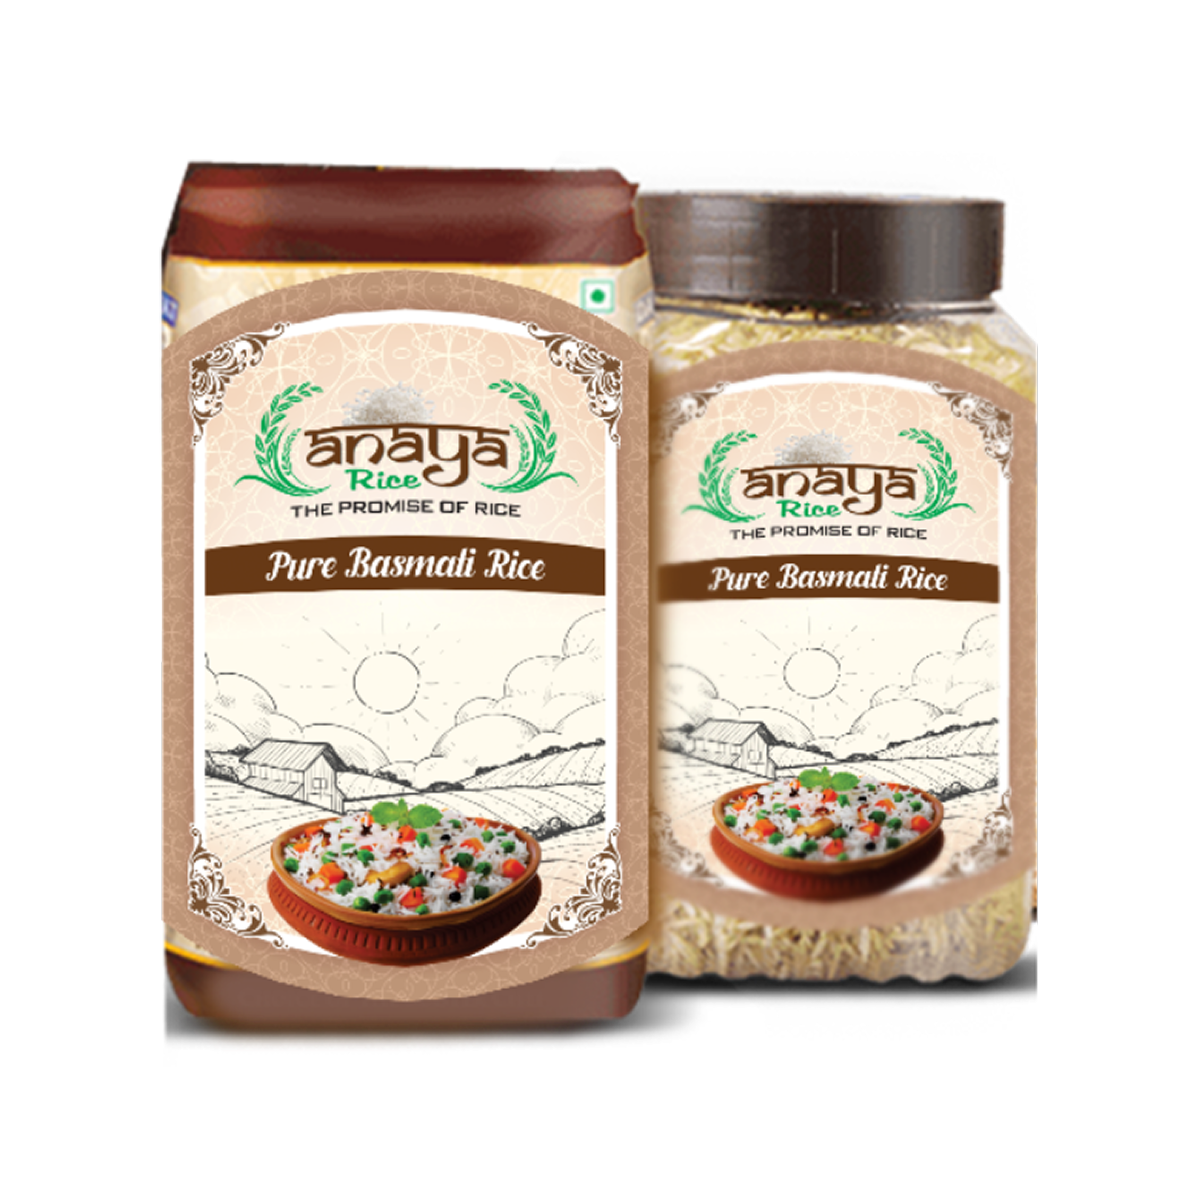 anaya
Rice
THE PROMISE OF RICE
Pure Basmati Rice
anaya
Rice
THE PROMISE OF RICE
Pure Basmati Rice